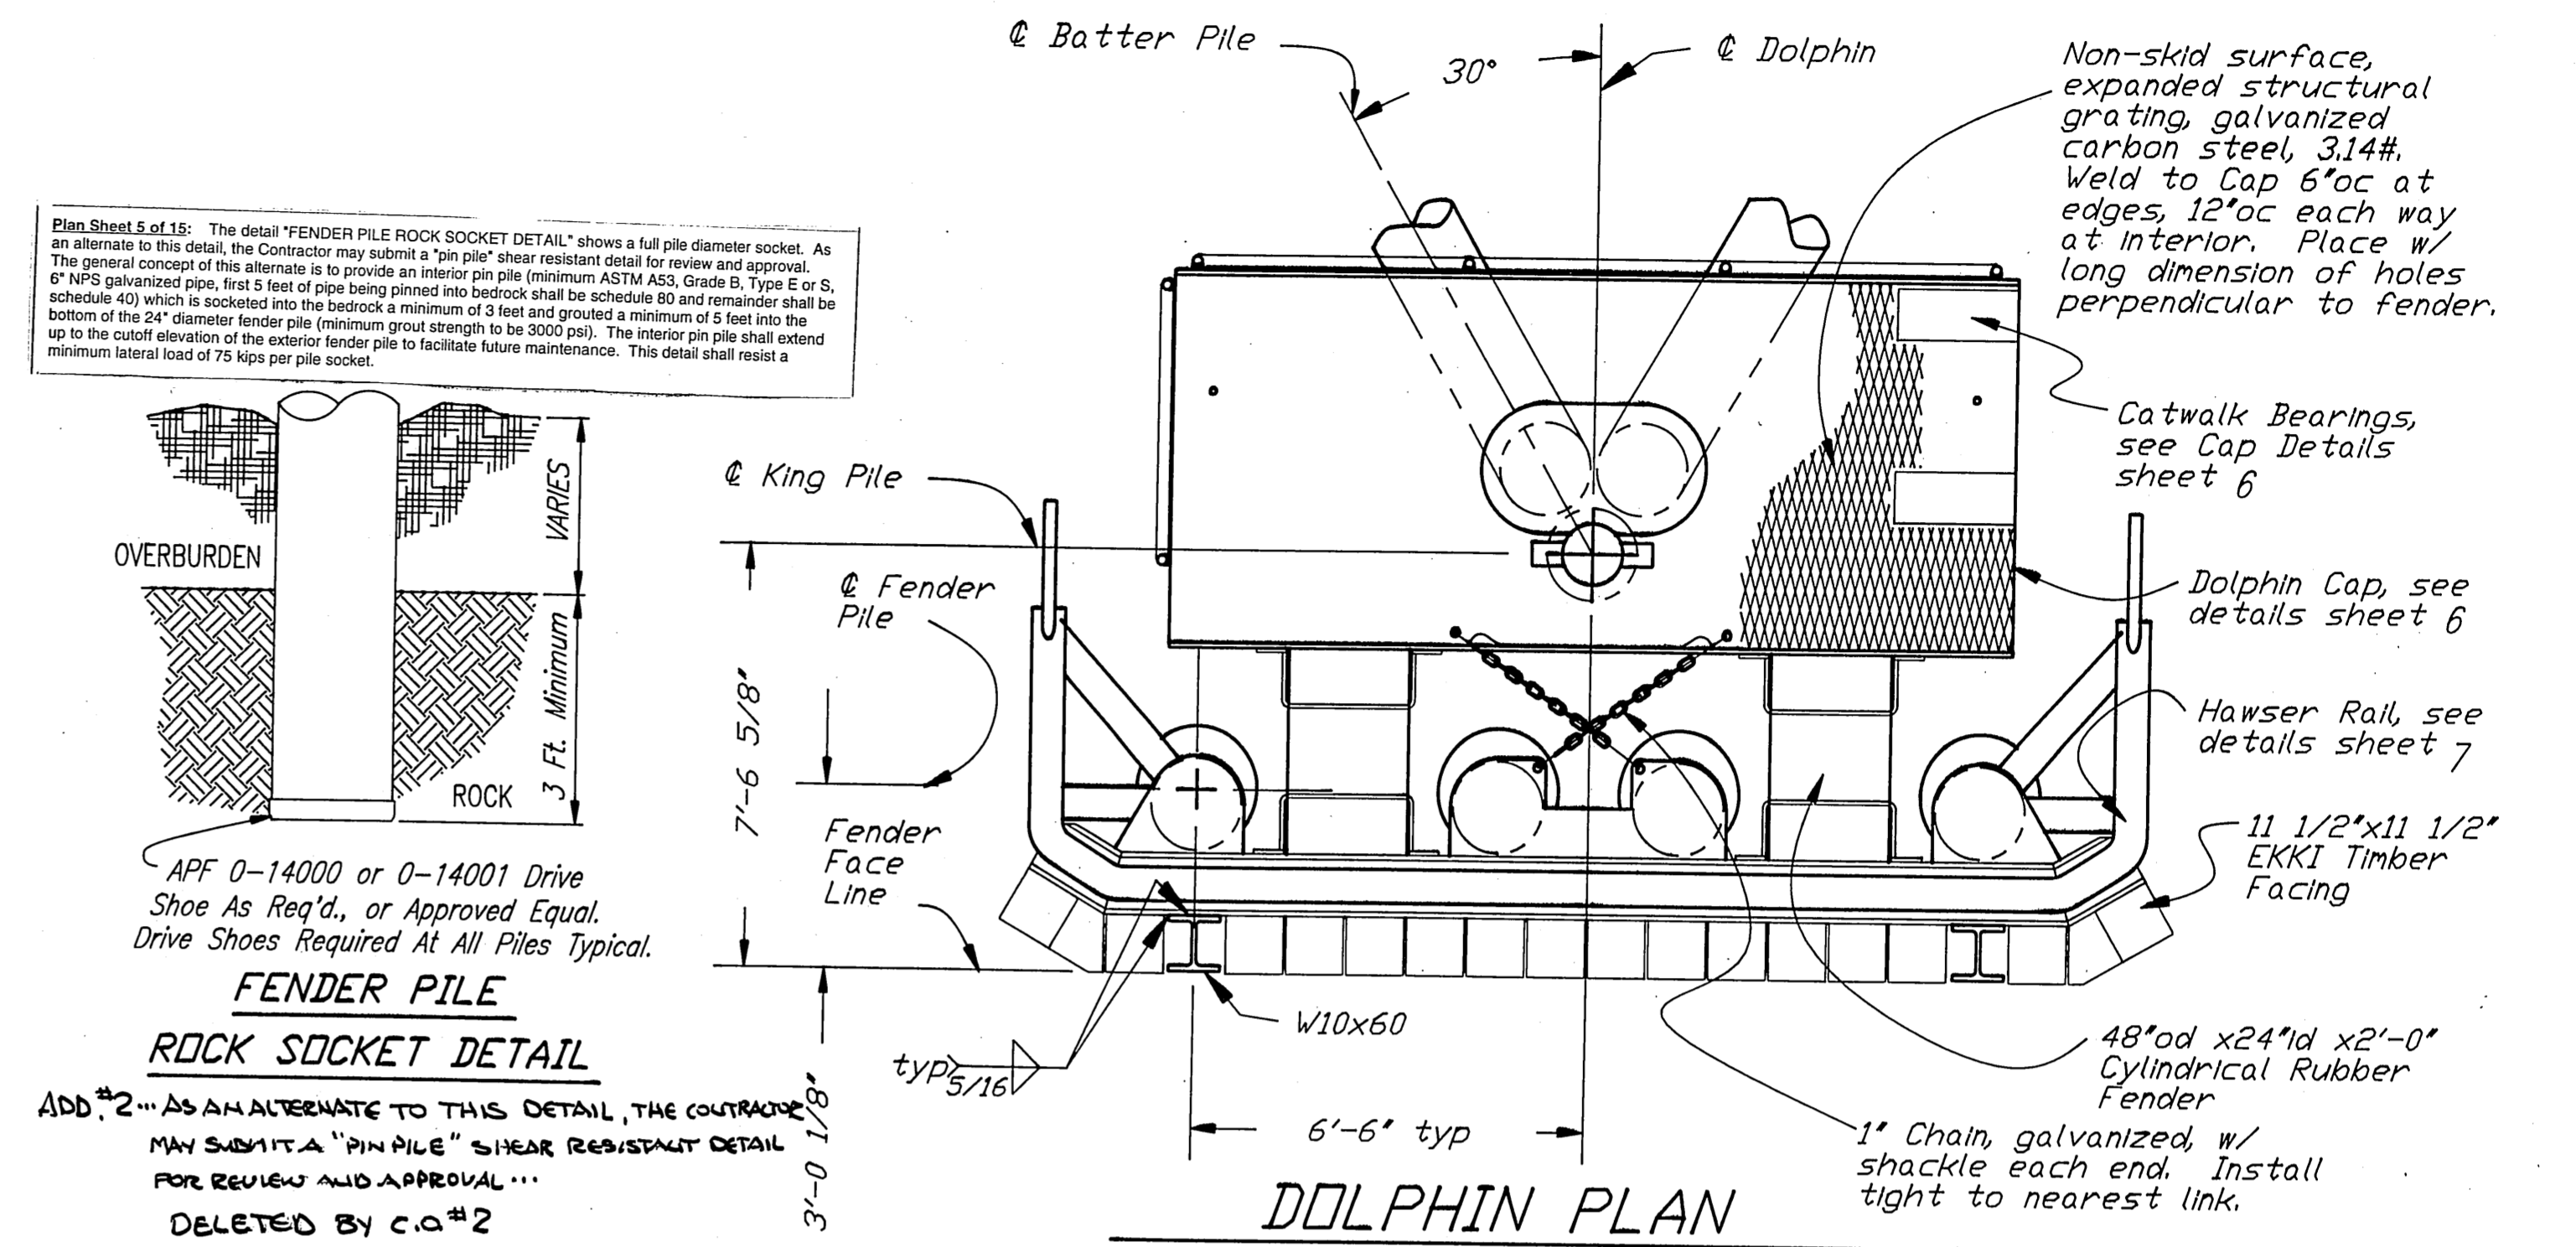 Plan Sheet 5 of 15: The detail "FENDER PILE ROCK SOCKET DETAIL" shows a full pile diameter socket. As
an alternate to this detail, the Contractor may submit a "pin pile" shear resistant detail for review and approval.
The general concept of this alternate is to provide an interior pin pile (minimum ASTM A53, Grade B, Type E or S,
6" NPS galvanized pipe, first 5 feet of pipe being pinned into bedrock shall be schedule 80 and remainder shall be
schedule 40) which is socketed into the bedrock a minimum of 3 feet and grouted a minimum of 5 feet into the
bottom of the 24" diameter fender pile (minimum grout strength to be 3000 psi). The interior pin pile shall extend
up to the cutoff elevation of the exterior fender pile to facilitate future maintenance. This detail shall resist a
minimum lateral load of 75 kips per pile socket.
OVERBURDEN
VARIES
3 Ft. Minimum
ROCK
APF O-14000 or O-14001 Drive
Shoe As Req'd., or Approved Equal.
Drive Shoes Required At All Piles Typical.
FENDER PILE
ROCK SOCKET DETAIL
ADD. #2... AS AN ALTERNATE TO THIS DETAIL, THE CONTRACTOR
MAY SUBMIT A "PIN PILE" SHEAR RESISTANT DETAIL
FOR REVIEW AND APPROVAL...
DELETED BY C.O #2
℄ Batter Pile
30°
℄ Dolphin
℄ King Pile
℄ Fender
Pile
7'-6 5/8"
Fender
Face
Line
3'-0 1/8"
typ
5/16
W10x60
6'-6" typ
DOLPHIN PLAN
Non-skid surface,
expanded structural
grating, galvanized
carbon steel, 3.14#.
Weld to Cap 6"oc at
edges, 12"oc each way
at interior. Place w/
long dimension of holes
perpendicular to fender.
Catwalk Bearings,
see Cap Details
sheet 6
Dolphin Cap, see
details sheet 6
Hawser Rail, see
details sheet 7
11 1/2"x11 1/2"
EKKI Timber
Facing
48"od x24"id x2'-0"
Cylindrical Rubber
Fender
1" Chain, galvanized, w/
shackle each end. Install
tight to nearest link.